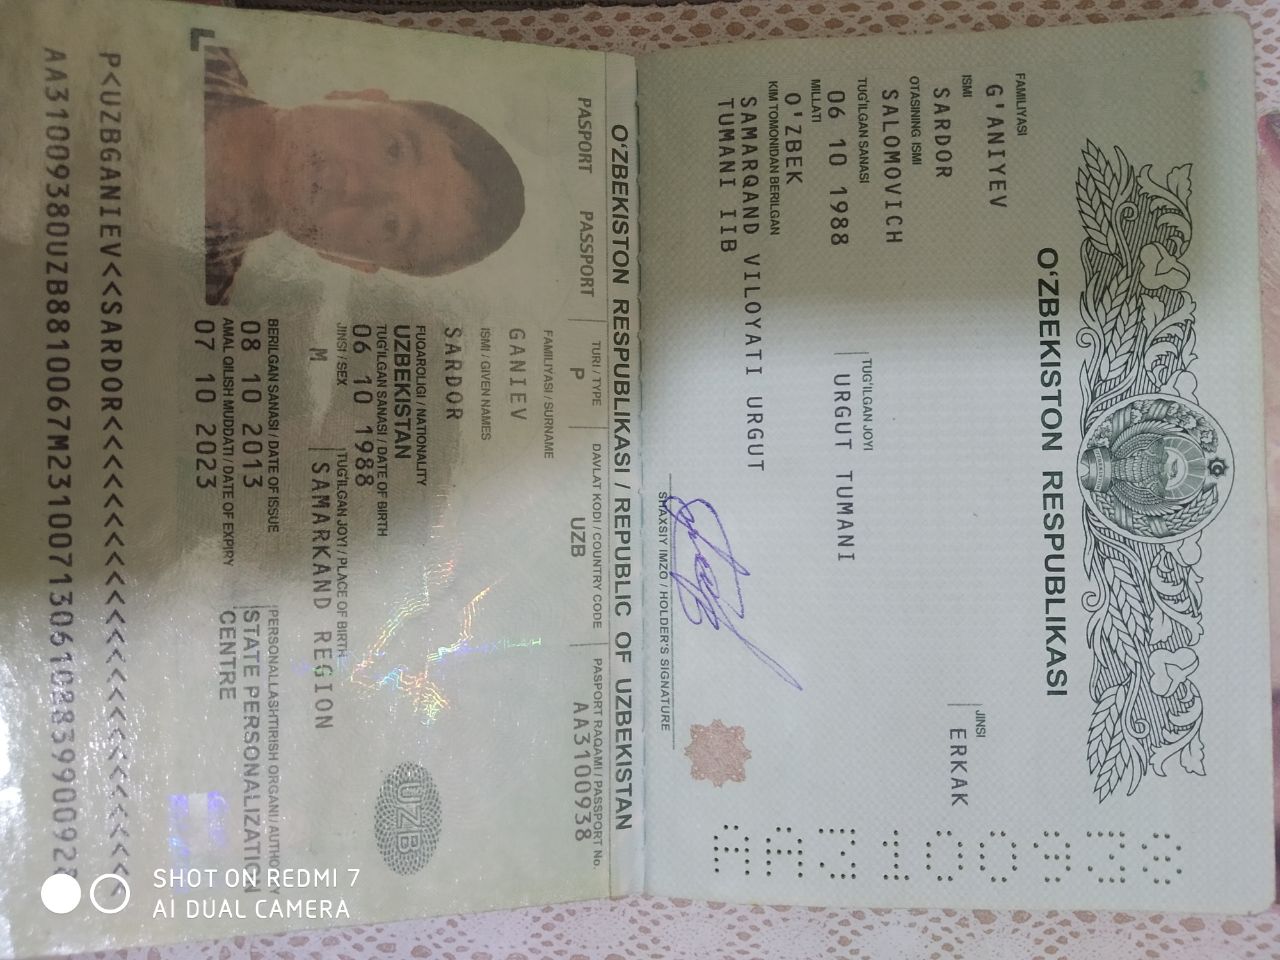 O'ZBEKISTON RESPUBLIKASI
FAMILIYASI
G'ANIYEV
ISMI
SARDOR
JINSI
ERKAK
OTASINING ISMI
SALOMOVICH
TUG'ILGAN SANASI
06 10 1988
TUG'ILGAN JOYI
URGUT TUMANI
MILLATI
O'ZBEK
KIM TOMONIDAN BERILGAN
SAMARQAND VILOYATI URGUT
TUMANI IIB
SHAXSIY IMZO / HOLDER'S SIGNATURE
AA3100938
O'ZBEKISTON RESPUBLIKASI / REPUBLIC OF UZBEKISTAN
PASPORT PASSPORT
TURI / TYPE
P
DAVLAT KODI / COUNTRY CODE
UZB
PASPORT RAQAMI / PASSPORT No.
AA3100938
FAMILIYASI / SURNAME
GANIEV
ISMI / GIVEN NAMES
SARDOR
FUQAROLIGI / NATIONALITY
UZBEKISTAN
TUG'ILGAN SANASI / DATE OF BIRTH
06 10 1988
JINSI / SEX
M
TUG'ILGAN JOYI / PLACE OF BIRTH
SAMARKAND REGION
UZB
BERILGAN SANASI / DATE OF ISSUE
08 10 2013
PERSONALLASHTIRISH ORGANI / AUTHORITY
STATE PERSONALIZATION
CENTRE
AMAL QILISH MUDDATI / DATE OF EXPIRY
07 10 2023
P<UZBGANIEV<<SARDOR<<<<<<<<<<<<<<<<<<<<<<<<<
SHOT ON REDMI 7
AI DUAL CAMERA